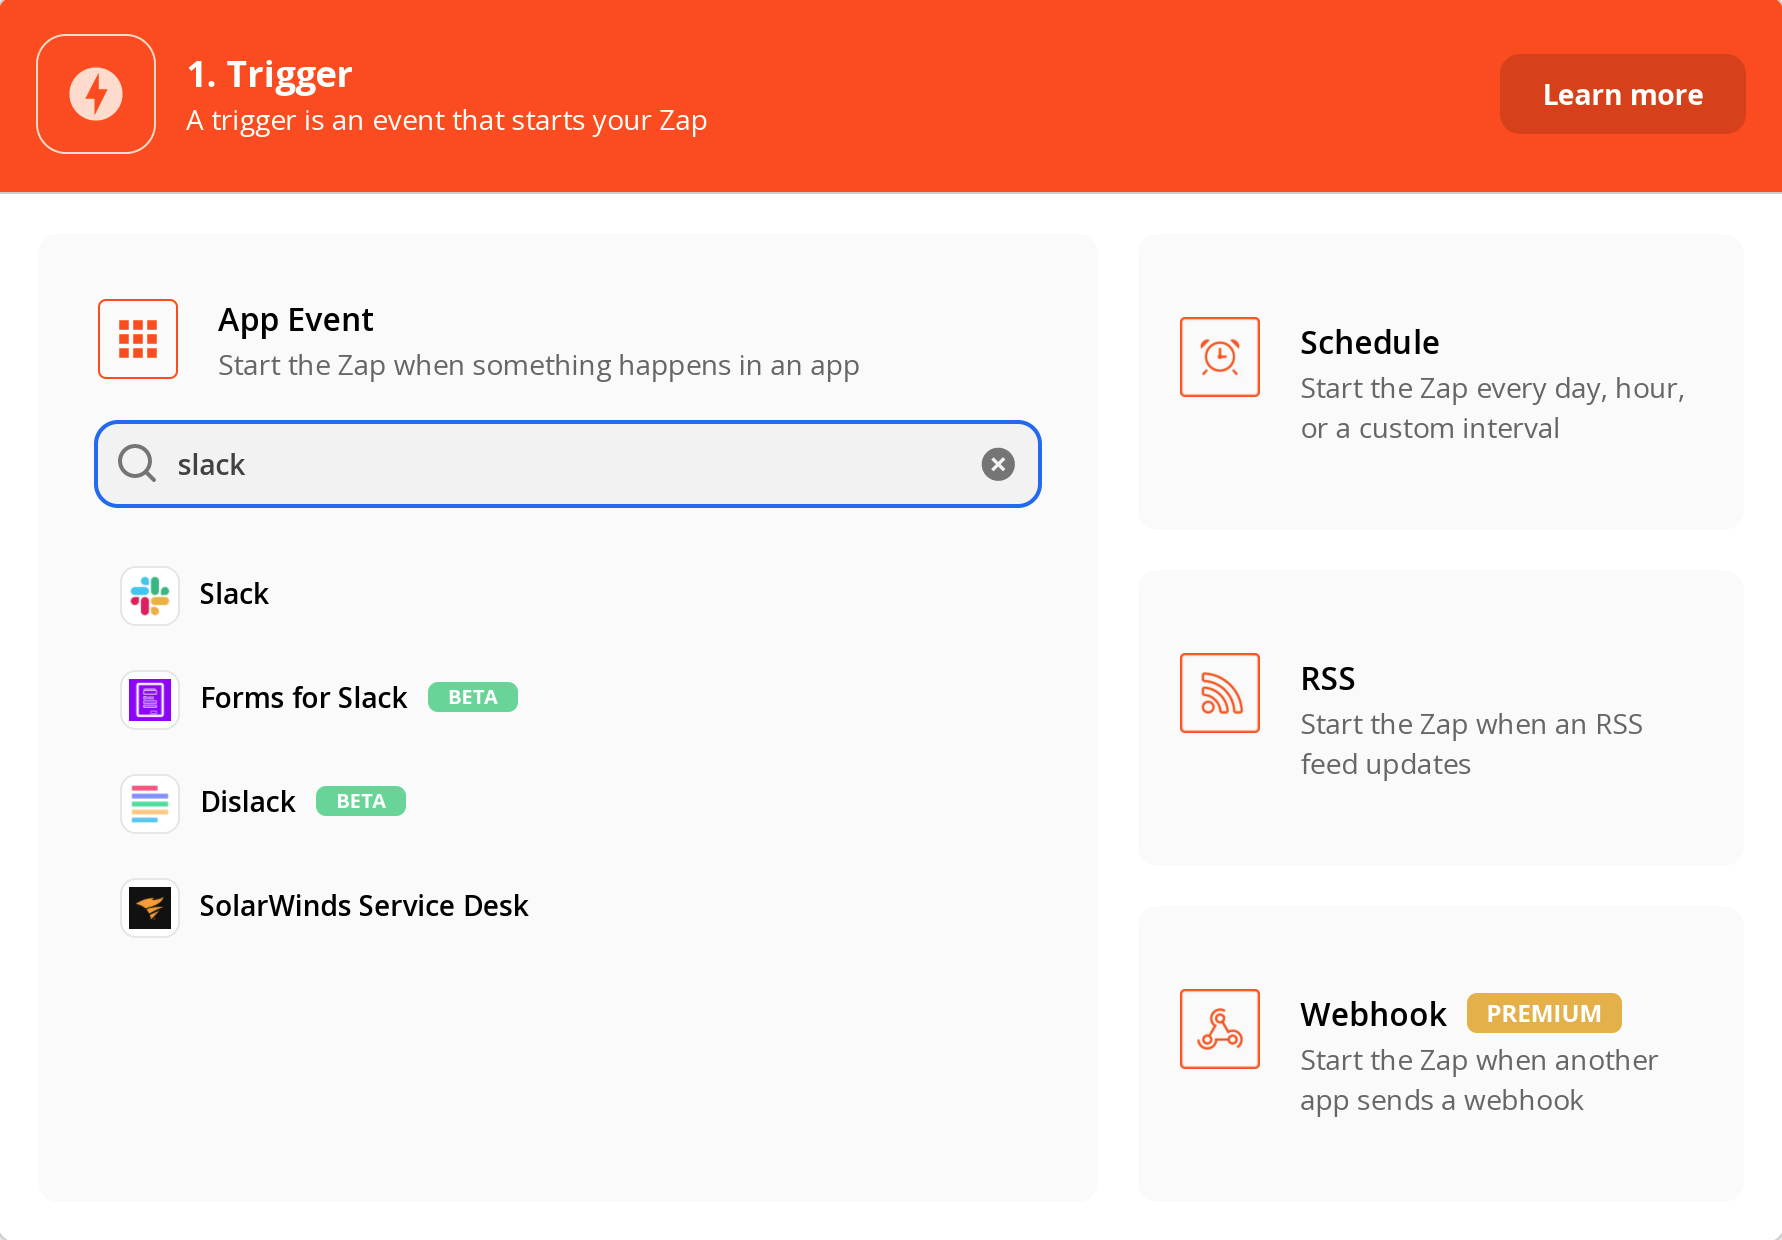 1. Trigger
A trigger is an event that starts your Zap
Learn more
App Event
Start the Zap when something happens in an app
slack
Slack
Forms for Slack BETA
Dislack BETA
SolarWinds Service Desk
Schedule
Start the Zap every day, hour,
or a custom interval
RSS
Start the Zap when an RSS
feed updates
Webhook PREMIUM
Start the Zap when another
app sends a webhook